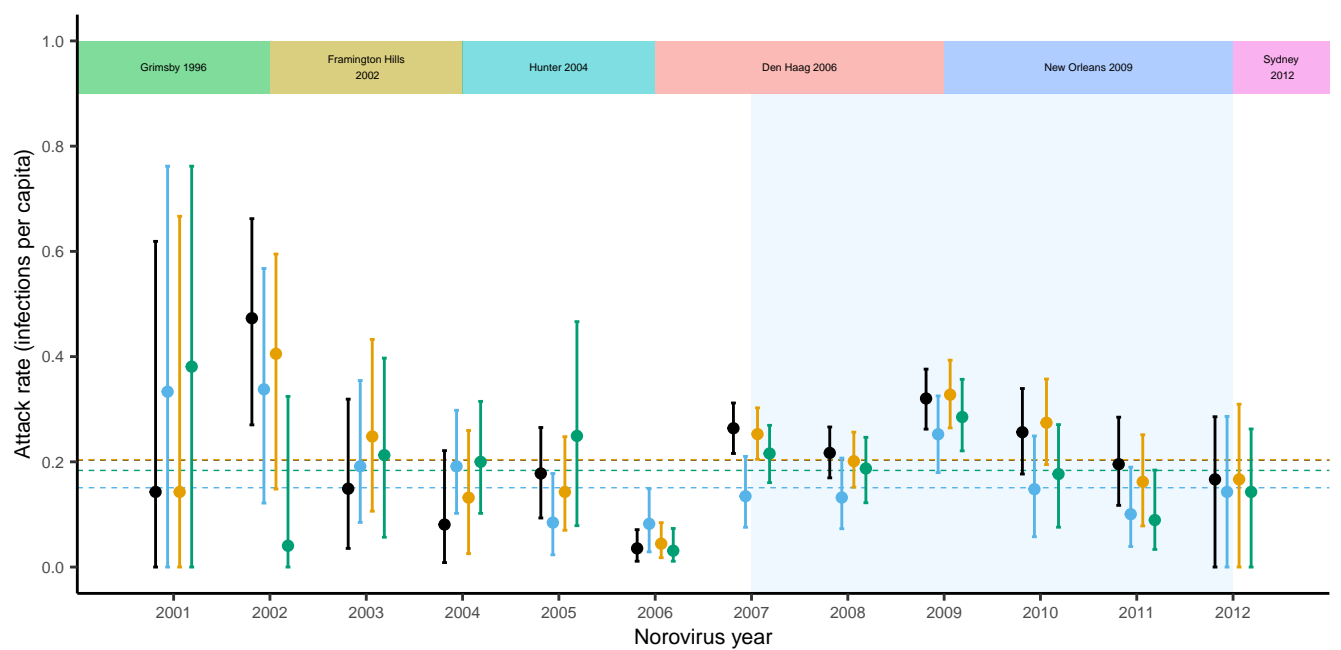 Attack rate (infections per capita)
1.0
0.8
0.6
0.4
0.2
0.0
Grimsby 1996
Framington Hills
2002
Hunter 2004
Den Haag 2006
New Orleans 2009
Sydney
2012
2001 2002 2003 2004 2005 2006 2007 2008 2009 2010 2011 2012
Norovirus year